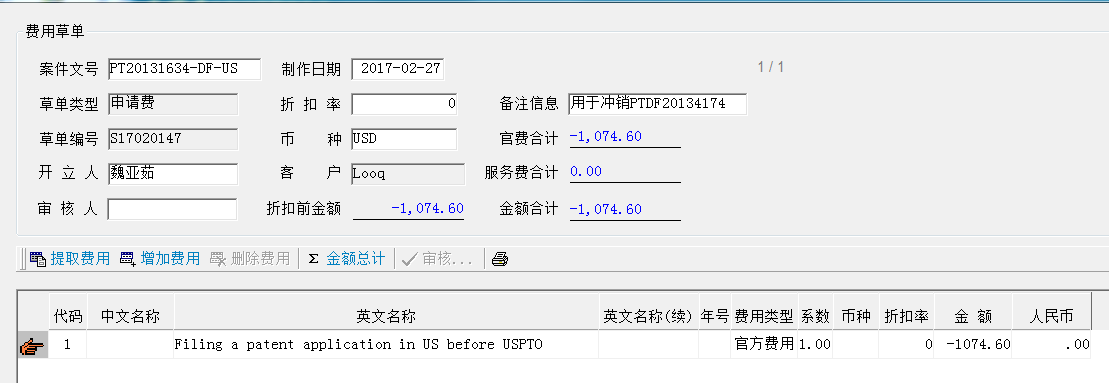 费用草单
案件文号 PT20131634-DF-US 制作日期 2017-02-27 1 / 1
草单类型 申请费 折 扣 率 0 备注信息 用于冲销PTDF20134174
草单编号 S17020147 币 种 USD 官费合计 -1,074.60
开 立 人 魏亚茹 客 户 Looq 服务费合计 0.00
审 核 人 折扣前金额 -1,074.60 金额合计 -1,074.60
提取费用 增加费用 删除费用 Σ 金额总计 审核...
代码 中文名称 英文名称 英文名称(续) 年号 费用类型 系数 币种 折扣率 金 额 人民币
1 Filing a patent application in US before USPTO 官方费用 1.00 0 -1074.60 .00